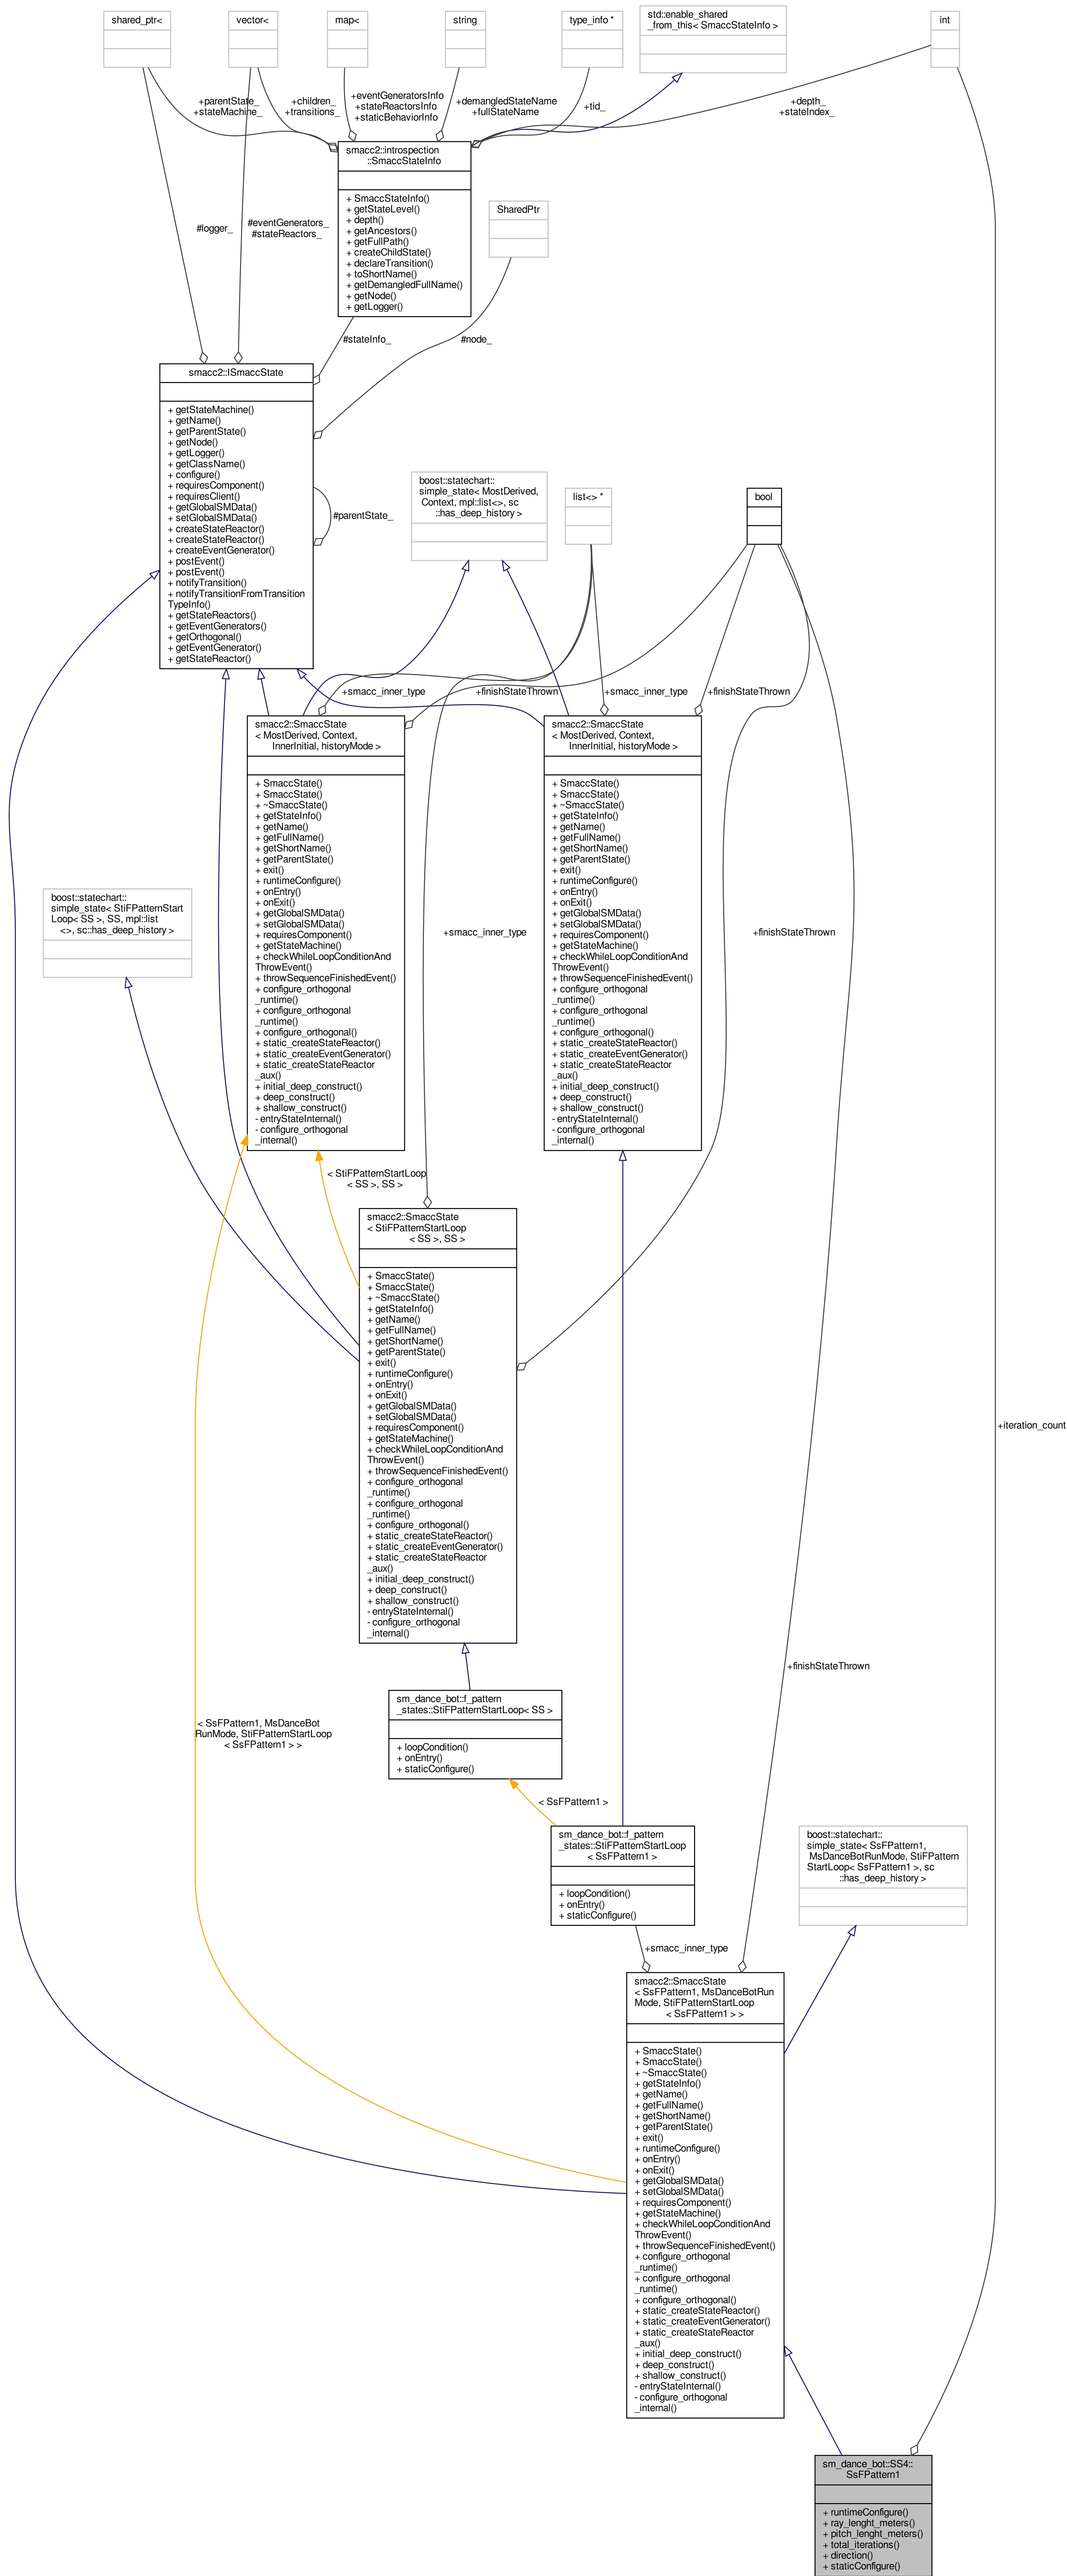 shared_ptr<
vector<
map<
string
type_info *
std::enable_shared
_from_this< SmaccStateInfo >
int
+parentState_
+stateMachine_
+children_
+transitions_
+eventGeneratorsInfo
+stateReactorsInfo
+staticBehaviorInfo
+demangledStateName
+fullStateName
+tid_
+depth_
+stateIndex_
smacc2::introspection
::SmaccStateInfo
+ SmaccStateInfo()
+ getStateLevel()
+ depth()
+ getAncestors()
+ getFullPath()
+ createChildState()
+ declareTransition()
+ toShortName()
+ getDemangledFullName()
+ getNode()
+ getLogger()
SharedPtr
#logger_
#eventGenerators_
#stateReactors_
#stateInfo_
#node_
smacc2::ISmaccState
+ getStateMachine()
+ getName()
+ getParentState()
+ getNode()
+ getLogger()
+ getClassName()
+ configure()
+ requiresComponent()
+ requiresClient()
+ getGlobalSMData()
+ setGlobalSMData()
+ createStateReactor()
+ createStateReactor()
+ createEventGenerator()
+ postEvent()
+ postEvent()
+ notifyTransition()
+ notifyTransitionFromTransition
TypeInfo()
+ getStateReactors()
+ getEventGenerators()
+ getOrthogonal()
+ getEventGenerator()
+ getStateReactor()
#parentState_
boost::statechart::
simple_state< MostDerived,
Context, mpl::list<>, sc
::has_deep_history >
list<> *
bool
+smacc_inner_type
+finishStateThrown
+smacc_inner_type
+finishStateThrown
smacc2::SmaccState
< MostDerived, Context,
InnerInitial, historyMode >
+ SmaccState()
+ SmaccState()
+ ~SmaccState()
+ getStateInfo()
+ getName()
+ getFullName()
+ getShortName()
+ getParentState()
+ exit()
+ runtimeConfigure()
+ onEntry()
+ onExit()
+ getGlobalSMData()
+ setGlobalSMData()
+ requiresComponent()
+ getStateMachine()
+ checkWhileLoopConditionAnd
ThrowEvent()
+ throwSequenceFinishedEvent()
+ configure_orthogonal
_runtime()
+ configure_orthogonal
_runtime()
+ configure_orthogonal()
+ static_createStateReactor()
+ static_createEventGenerator()
+ static_createStateReactor
_aux()
+ initial_deep_construct()
+ deep_construct()
+ shallow_construct()
- entryStateInternal()
- configure_orthogonal
_internal()
smacc2::SmaccState
< MostDerived, Context,
InnerInitial, historyMode >
+ SmaccState()
+ SmaccState()
+ ~SmaccState()
+ getStateInfo()
+ getName()
+ getFullName()
+ getShortName()
+ getParentState()
+ exit()
+ runtimeConfigure()
+ onEntry()
+ onExit()
+ getGlobalSMData()
+ setGlobalSMData()
+ requiresComponent()
+ getStateMachine()
+ checkWhileLoopConditionAnd
ThrowEvent()
+ throwSequenceFinishedEvent()
+ configure_orthogonal
_runtime()
+ configure_orthogonal
_runtime()
+ configure_orthogonal()
+ static_createStateReactor()
+ static_createEventGenerator()
+ static_createStateReactor
_aux()
+ initial_deep_construct()
+ deep_construct()
+ shallow_construct()
- entryStateInternal()
- configure_orthogonal
_internal()
boost::statechart::
simple_state< StiFPatternStart
Loop< SS >, SS, mpl::list
<>, sc::has_deep_history >
+smacc_inner_type
+finishStateThrown
< StiFPatternStartLoop
< SS >, SS >
smacc2::SmaccState
< StiFPatternStartLoop
< SS >, SS >
+ SmaccState()
+ SmaccState()
+ ~SmaccState()
+ getStateInfo()
+ getName()
+ getFullName()
+ getShortName()
+ getParentState()
+ exit()
+ runtimeConfigure()
+ onEntry()
+ onExit()
+ getGlobalSMData()
+ setGlobalSMData()
+ requiresComponent()
+ getStateMachine()
+ checkWhileLoopConditionAnd
ThrowEvent()
+ throwSequenceFinishedEvent()
+ configure_orthogonal
_runtime()
+ configure_orthogonal
_runtime()
+ configure_orthogonal()
+ static_createStateReactor()
+ static_createEventGenerator()
+ static_createStateReactor
_aux()
+ initial_deep_construct()
+ deep_construct()
+ shallow_construct()
- entryStateInternal()
- configure_orthogonal
_internal()
+iteration_count
+finishStateThrown
sm_dance_bot::f_pattern
_states::StiFPatternStartLoop< SS >
+ loopCondition()
+ onEntry()
+ staticConfigure()
< SsFPattern1, MsDanceBot
RunMode, StiFPatternStartLoop
< SsFPattern1 > >
< SsFPattern1 >
sm_dance_bot::f_pattern
_states::StiFPatternStartLoop
< SsFPattern1 >
+ loopCondition()
+ onEntry()
+ staticConfigure()
boost::statechart::
simple_state< SsFPattern1,
MsDanceBotRunMode, StiFPattern
StartLoop< SsFPattern1 >, sc
::has_deep_history >
+smacc_inner_type
smacc2::SmaccState
< SsFPattern1, MsDanceBotRun
Mode, StiFPatternStartLoop
< SsFPattern1 > >
+ SmaccState()
+ SmaccState()
+ ~SmaccState()
+ getStateInfo()
+ getName()
+ getFullName()
+ getShortName()
+ getParentState()
+ exit()
+ runtimeConfigure()
+ onEntry()
+ onExit()
+ getGlobalSMData()
+ setGlobalSMData()
+ requiresComponent()
+ getStateMachine()
+ checkWhileLoopConditionAnd
ThrowEvent()
+ throwSequenceFinishedEvent()
+ configure_orthogonal
_runtime()
+ configure_orthogonal
_runtime()
+ configure_orthogonal()
+ static_createStateReactor()
+ static_createEventGenerator()
+ static_createStateReactor
_aux()
+ initial_deep_construct()
+ deep_construct()
+ shallow_construct()
- entryStateInternal()
- configure_orthogonal
_internal()
sm_dance_bot::SS4::
SsFPattern1
+ runtimeConfigure()
+ ray_lenght_meters()
+ pitch_lenght_meters()
+ total_iterations()
+ direction()
+ staticConfigure()